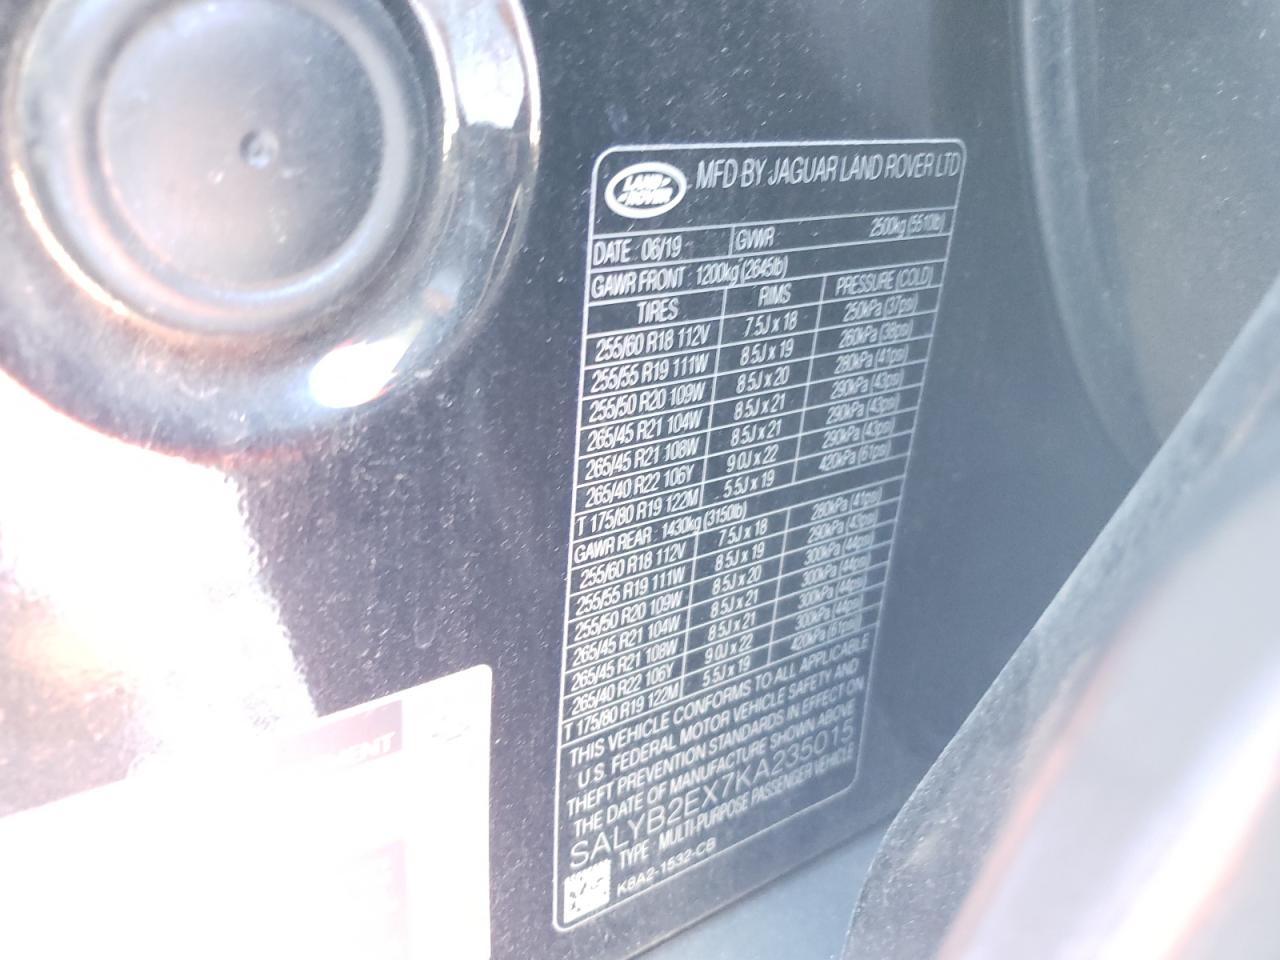 LAND ROVER
MFD BY JAGUAR LAND ROVER LTD
DATE : 06/19 GVWR 2500kg (5510lb)
GAWR FRONT : 1200kg (2645lb)
TIRES RIMS PRESSURE (COLD)
255/60 R18 112V 7.5J x 18 250kPa (37psi)
255/55 R19 111W 8.5J x 19 260kPa (38psi)
255/50 R20 109W 8.5J x 20 280kPa (41psi)
265/45 R21 104W 8.5J x 21 290kPa (43psi)
265/45 R21 108W 8.5J x 21 290kPa (43psi)
265/40 R22 106Y 9.0J x 22 290kPa (43psi)
T 175/80 R19 122M 5.5J x 19 420kPa (61psi)
GAWR REAR : 1430kg (3150lb)
255/60 R18 112V 7.5J x 18 280kPa (41psi)
255/55 R19 111W 8.5J x 19 290kPa (43psi)
255/50 R20 109W 8.5J x 20 300kPa (44psi)
265/45 R21 104W 8.5J x 21 300kPa (44psi)
265/45 R21 108W 8.5J x 21 300kPa (44psi)
265/40 R22 106Y 9.0J x 22 300kPa (44psi)
T 175/80 R19 122M 5.5J x 19 420kPa (61psi)
THIS VEHICLE CONFORMS TO ALL APPLICABLE
U.S. FEDERAL MOTOR VEHICLE SAFETY AND
THEFT PREVENTION STANDARDS IN EFFECT ON
THE DATE OF MANUFACTURE SHOWN ABOVE
SALYB2EX7KA235015
TYPE MULTI-PURPOSE PASSENGER VEHICLE
K8A2-1532-CB